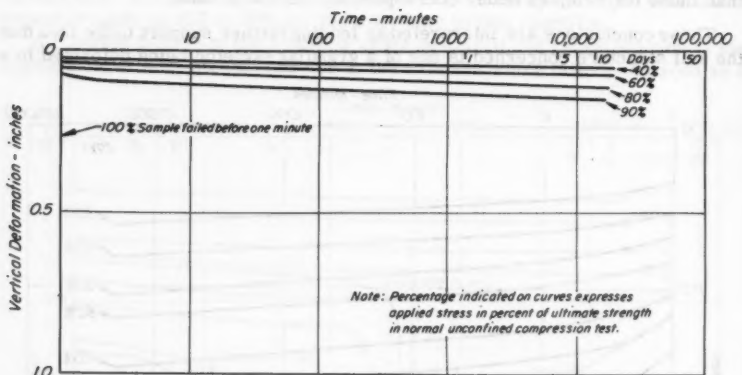 Time – minutes
1 10 100 1000 10,000 100,000
0
1 5 10 Days 50
40%
60%
80%
90%
100% Sample failed before one minute
Vertical Deformation – inches
0.5
Note: Percentage indicated on curves expresses
applied stress in percent of ultimate strength
in normal unconfined compression test.
1.0